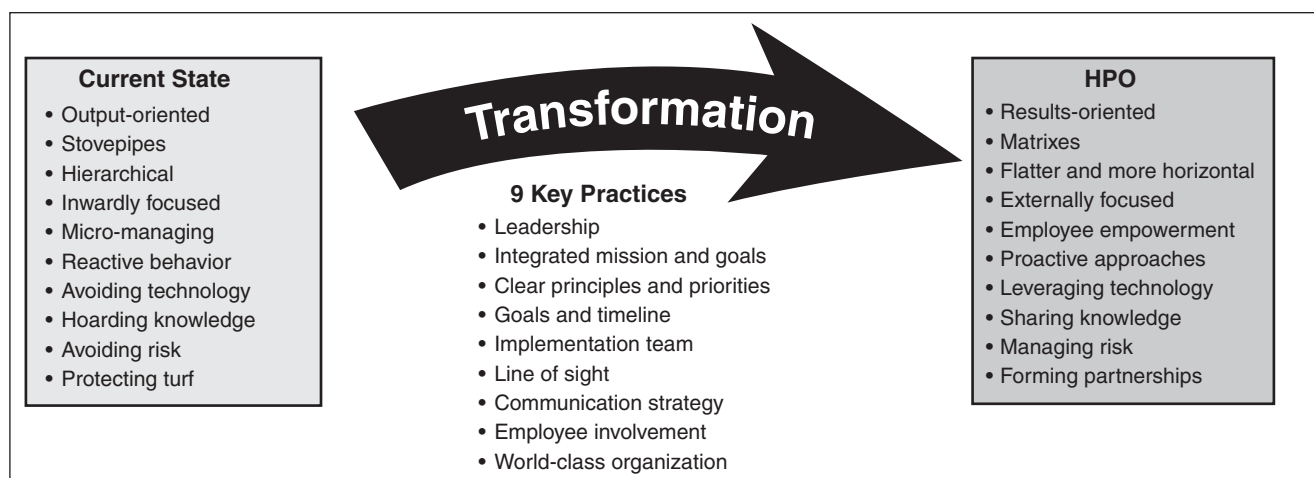 Current State
• Output-oriented
• Stovepipes
• Hierarchical
• Inwardly focused
• Micro-managing
• Reactive behavior
• Avoiding technology
• Hoarding knowledge
• Avoiding risk
• Protecting turf
Transformation
9 Key Practices
• Leadership
• Integrated mission and goals
• Clear principles and priorities
• Goals and timeline
• Implementation team
• Line of sight
• Communication strategy
• Employee involvement
• World-class organization
HPO
• Results-oriented
• Matrixes
• Flatter and more horizontal
• Externally focused
• Employee empowerment
• Proactive approaches
• Leveraging technology
• Sharing knowledge
• Managing risk
• Forming partnerships